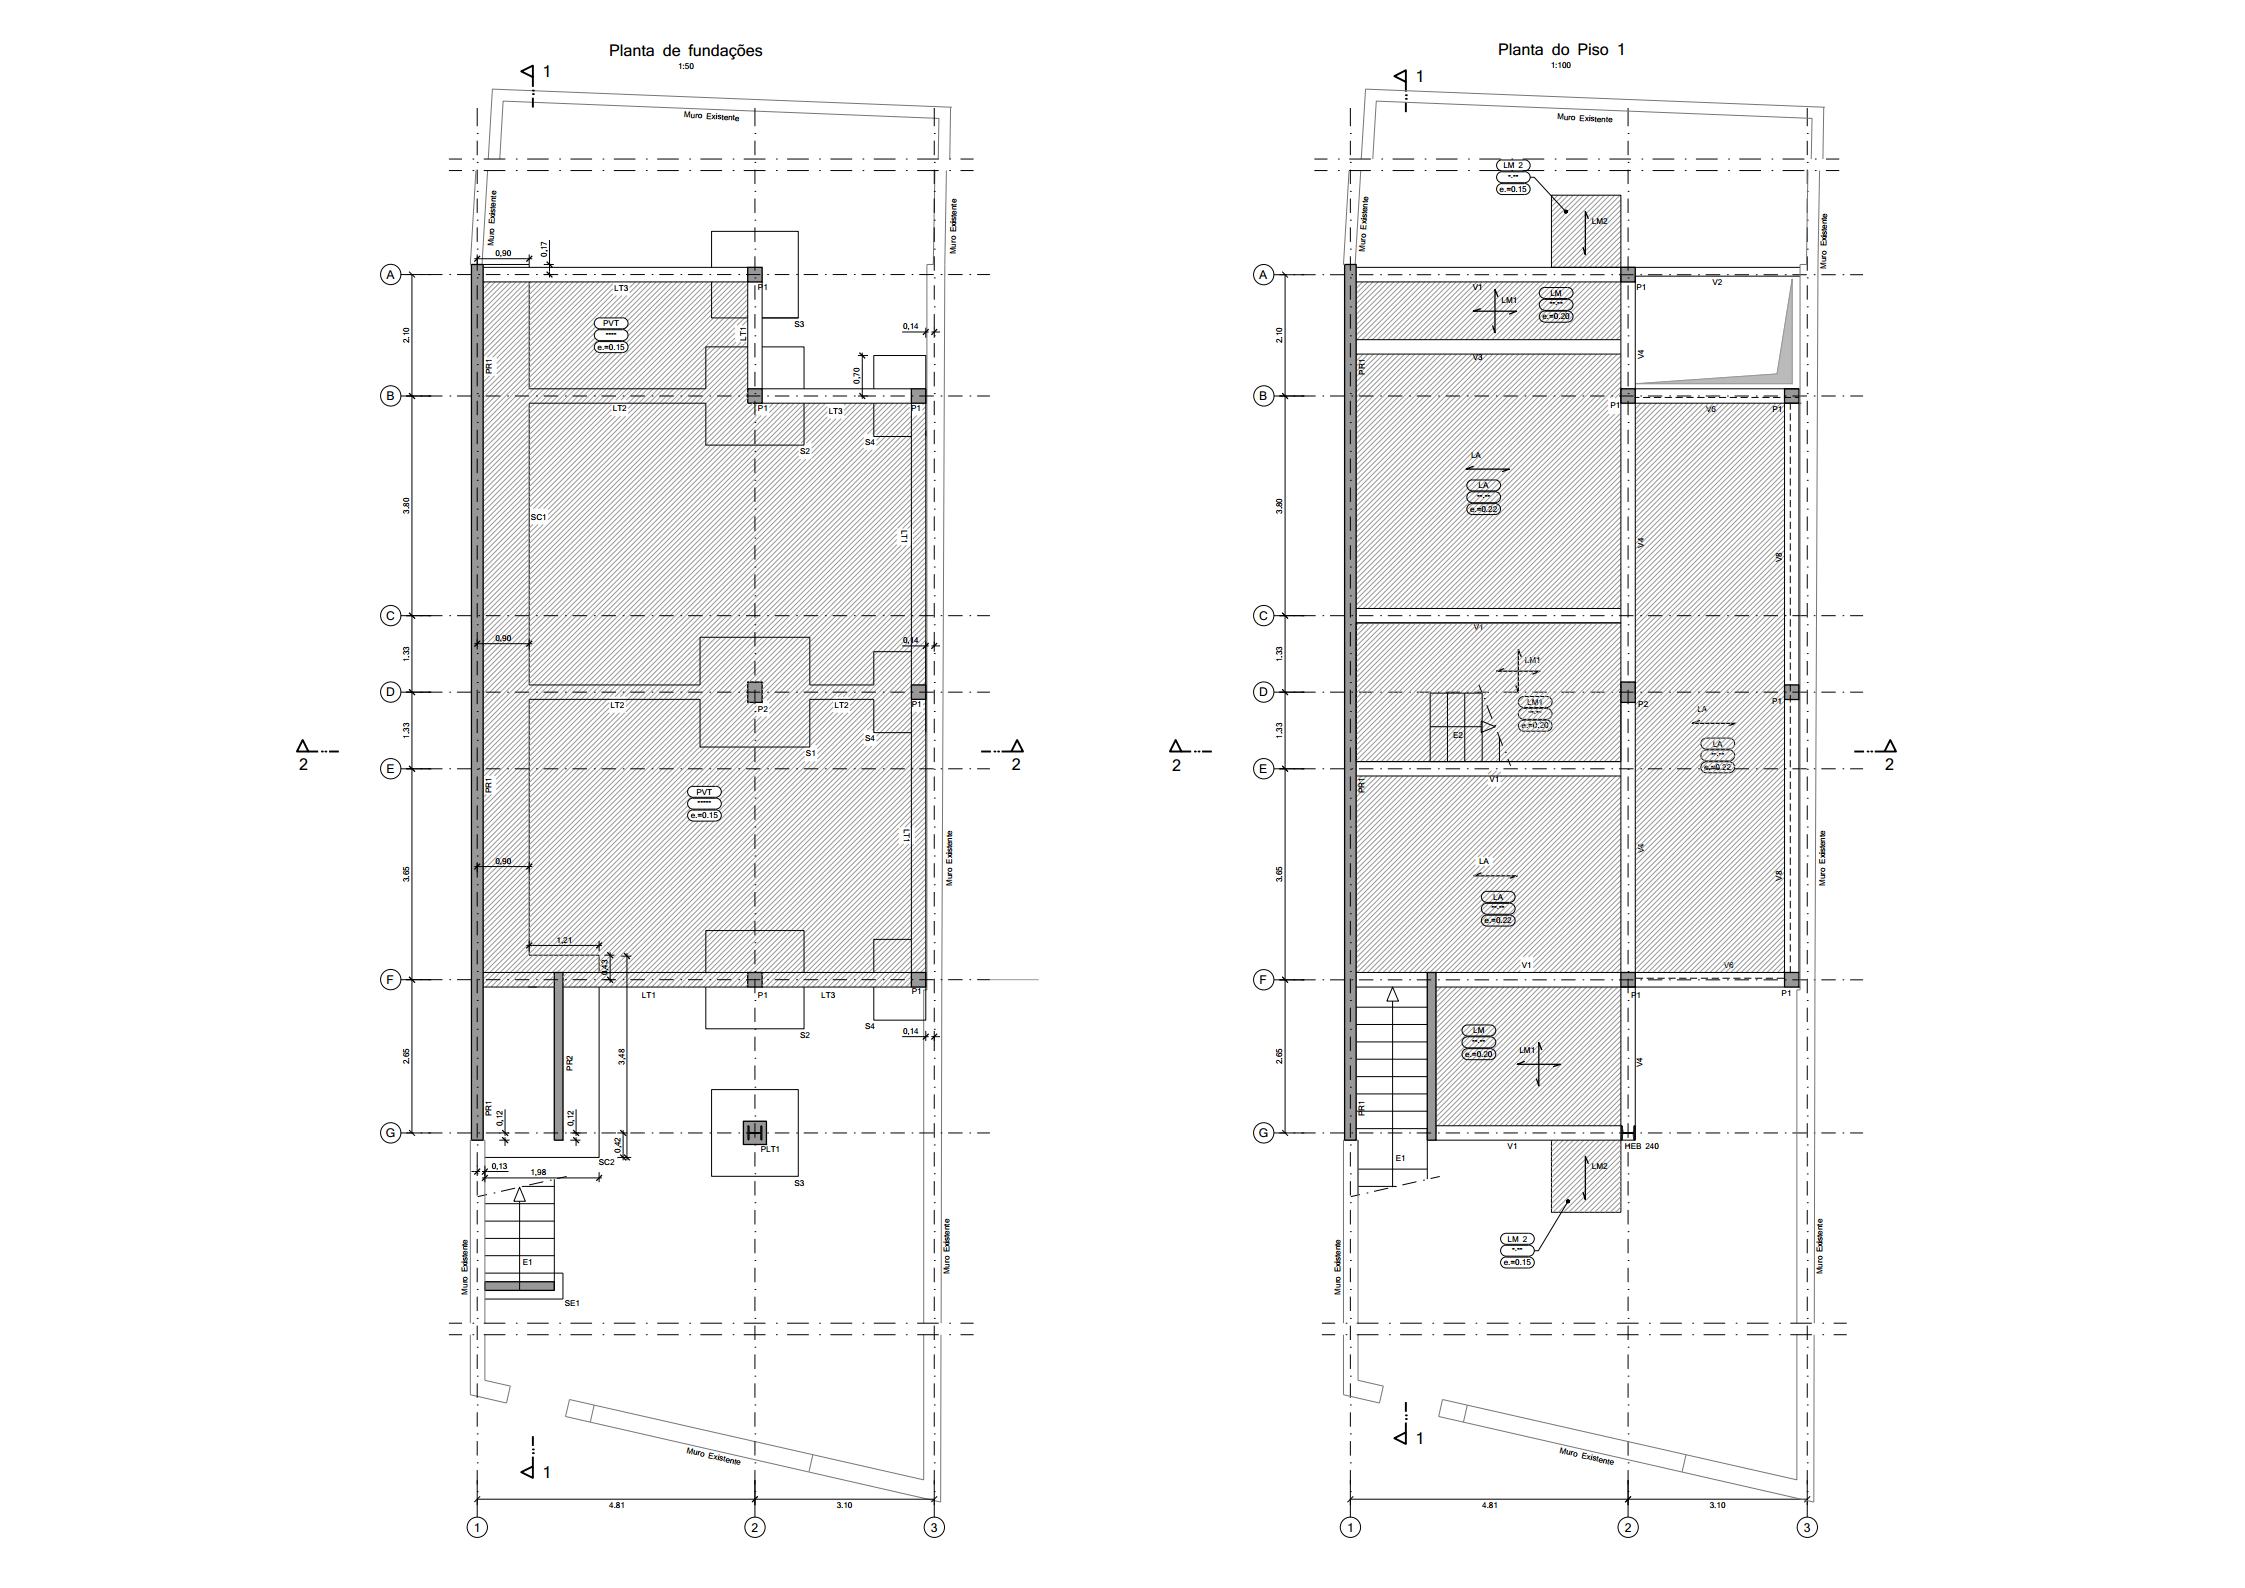 Planta de fundações
1:50
1
Muro Existente
Muro Existente
Muro Existente
0,90
0,17
A
LT3
P1
PVT
----
e.=0.15
LT1
S3
0,14
2.10
PR1
0,70
B
LT2
P1
LT3
P1
S4
S2
3.80
SC1
LT1
C
0,90
0,14
1.33
D
LT2
P2
LT2
P1
1.33
S4
S1
2
2
E
PR1
PVT
-----
e.=0.15
LT1
Muro Existente
0,90
3.65
1,21
0,43
F
LT1
P1
LT3
P1
S2
S4
0,14
2.65
PR2
3,48
PR1
0,12
0,12
G
0,42
PLT1
0,13
1,98
SC2
S3
Muro Existente
E1
Muro Existente
SE1
Muro Existente
1
4.81
3.10
1
2
3
Planta do Piso 1
1:100
1
Muro Existente
LM 2
--.--
e.=0.15
Muro Existente
LM2
Muro Existente
A
V1
LM1
LM
--.--
e.=0.20
P1
V2
2.10
PR1
V3
V4
B
P1
V6
P1
LA
LA
--.--
e.=0.22
3.80
V4
V8
C
V1
1.33
LM1
D
LM1
--.--
e.=0.20
P2
P1
LA
1.33
E2
LA
--.--
e.=0.22
2
2
E
V1
PR1
LA
V4
V8
Muro Existente
3.65
LA
--.--
e.=0.22
F
V1
V6
P1
P1
LM
--.--
e.=0.20
LM1
2.65
V4
PR1
G
V1
HEB 240
E1
LM2
LM 2
--.--
e.=0.15
Muro Existente
Muro Existente
1
Muro Existente
4.81
3.10
1
2
3